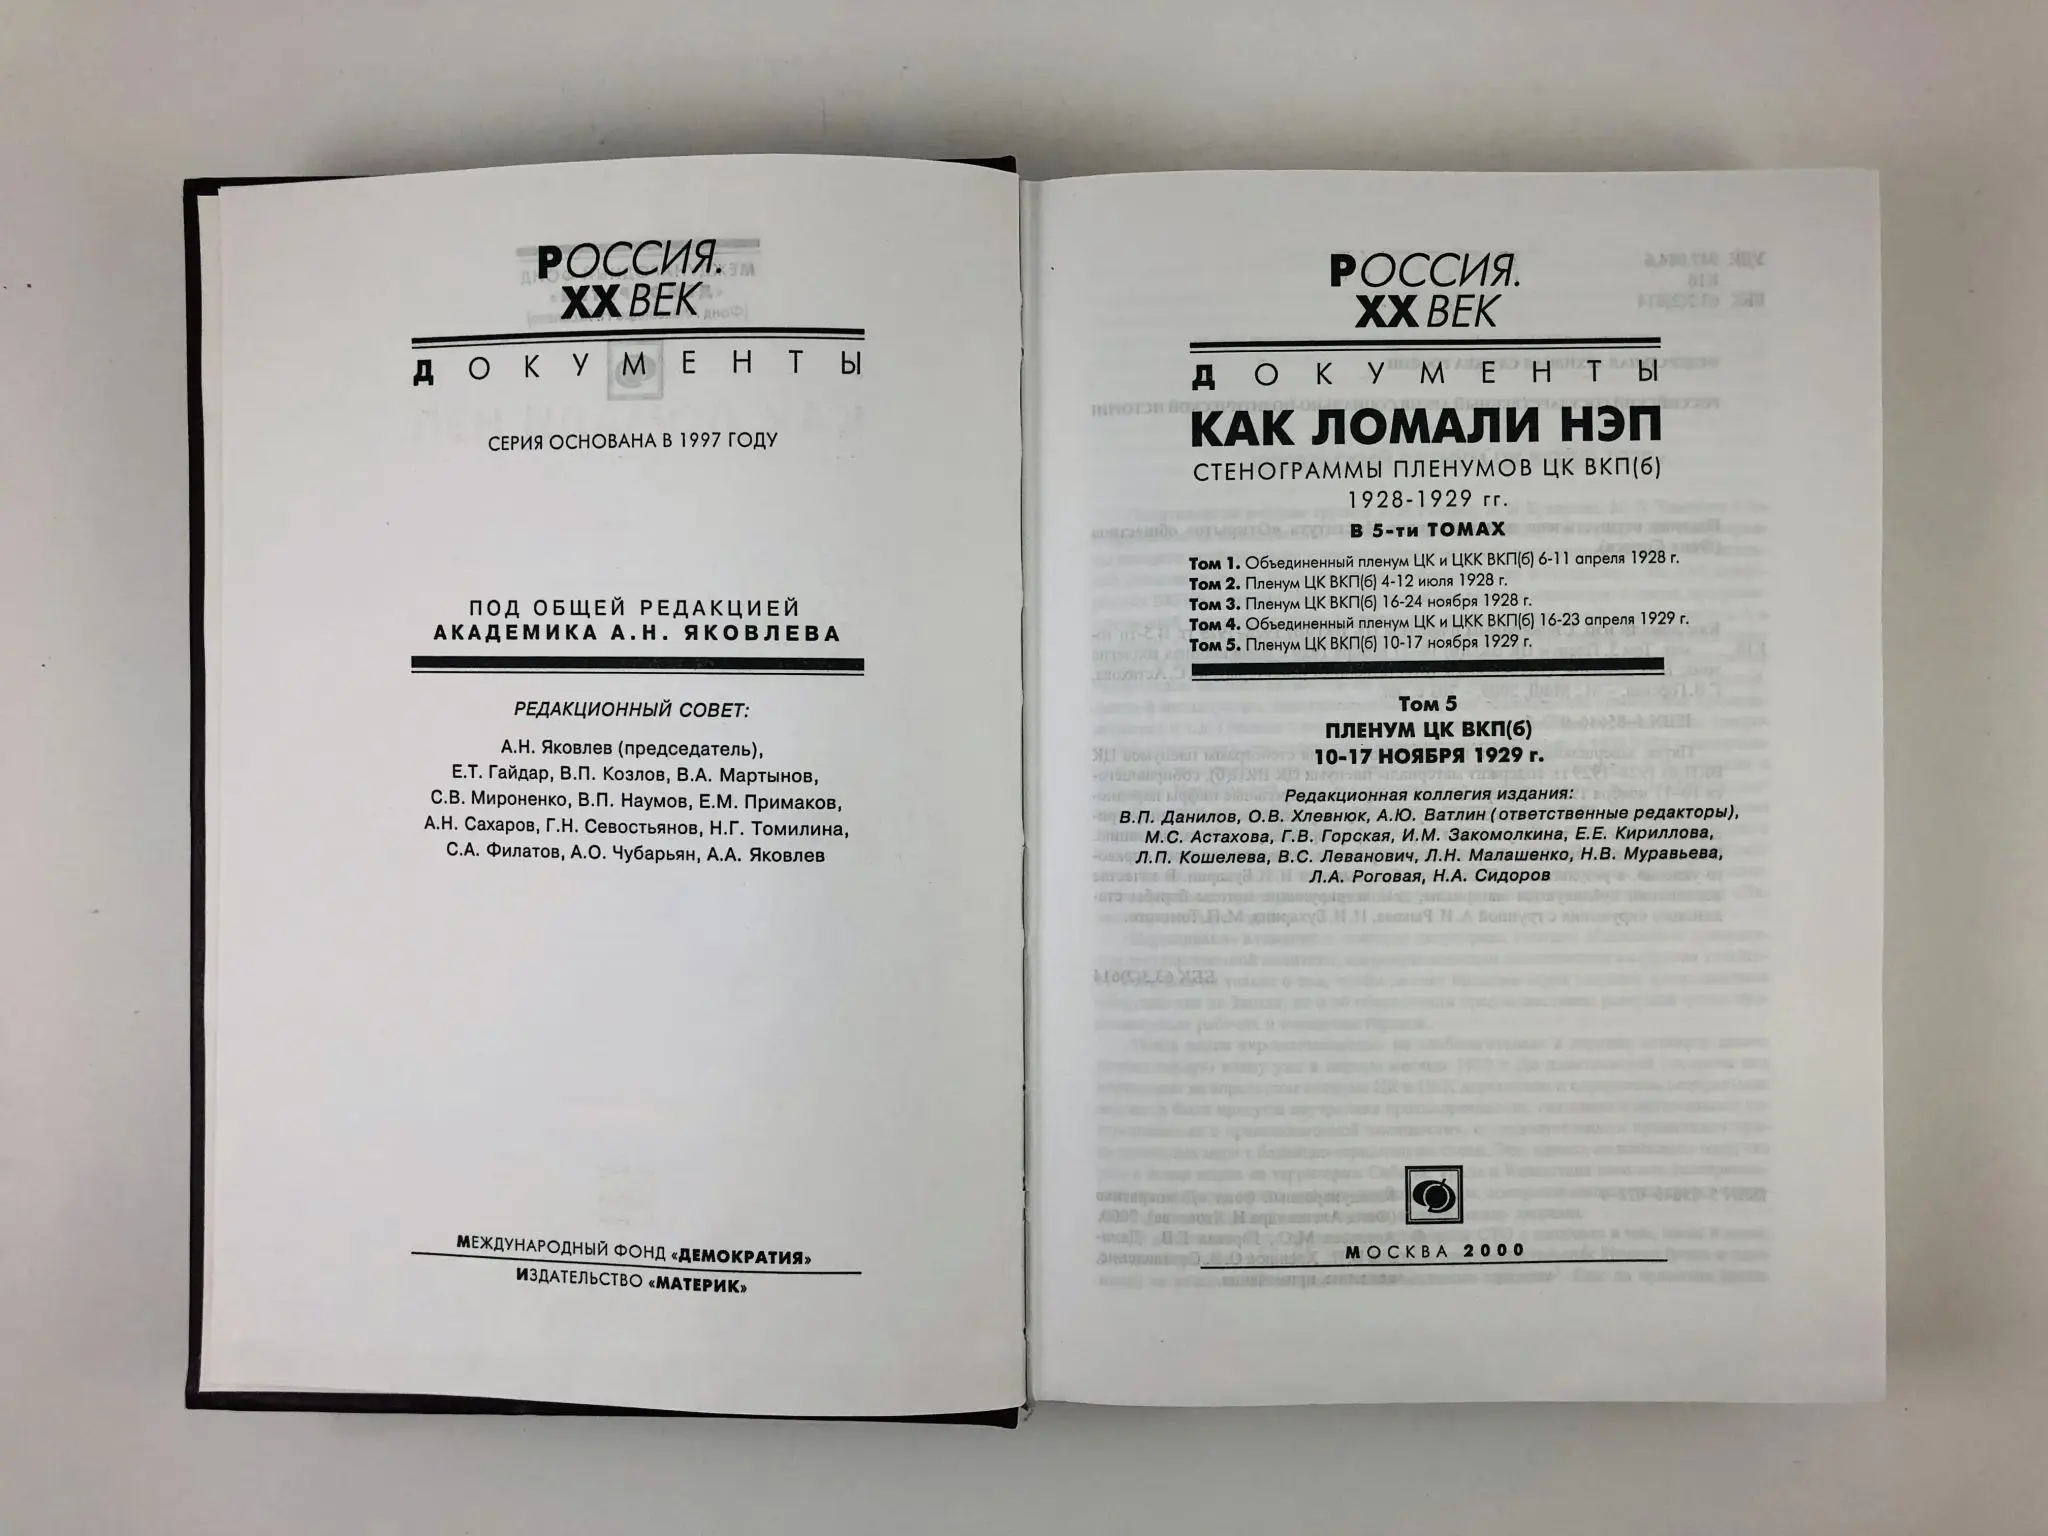 РОССИЯ.
XX ВЕК
ДОКУМЕНТЫ
СЕРИЯ ОСНОВАНА В 1997 ГОДУ
ПОД ОБЩЕЙ РЕДАКЦИЕЙ
АКАДЕМИКА А.Н. ЯКОВЛЕВА
РЕДАКЦИОННЫЙ СОВЕТ:
А.Н. Яковлев (председатель),
Е.Т. Гайдар, В.П. Козлов, В.А. Мартынов,
С.В. Мироненко, В.П. Наумов, Е.М. Примаков,
А.Н. Сахаров, Г.Н. Севостьянов, Н.Г. Томилина,
С.А. Филатов, А.О. Чубарьян, А.А. Яковлев
МЕЖДУНАРОДНЫЙ ФОНД «ДЕМОКРАТИЯ»
ИЗДАТЕЛЬСТВО «МАТЕРИК»
РОССИЯ.
XX ВЕК
ДОКУМЕНТЫ
КАК ЛОМАЛИ НЭП
СТЕНОГРАММЫ ПЛЕНУМОВ ЦК ВКП(б)
1928-1929 гг.
В 5-ти ТОМАХ
Том 1. Объединенный пленум ЦК и ЦКК ВКП(б) 6-11 апреля 1928 г.
Том 2. Пленум ЦК ВКП(б) 4-12 июля 1928 г.
Том 3. Пленум ЦК ВКП(б) 16-24 ноября 1928 г.
Том 4. Объединенный пленум ЦК и ЦКК ВКП(б) 16-23 апреля 1929 г.
Том 5. Пленум ЦК ВКП(б) 10-17 ноября 1929 г.
Том 5
ПЛЕНУМ ЦК ВКП(б)
10-17 НОЯБРЯ 1929 г.
Редакционная коллегия издания:
В.П. Данилов, О.В. Хлевнюк, А.Ю. Ватлин (ответственные редакторы),
М.С. Астахова, Г.В. Горская, И.М. Закомолкина, Е.Е. Кириллова,
Л.П. Кошелева, В.С. Леванович, Л.Н. Малашенко, Н.В. Муравьева,
Л.А. Роговая, Н.А. Сидоров
МОСКВА 2000